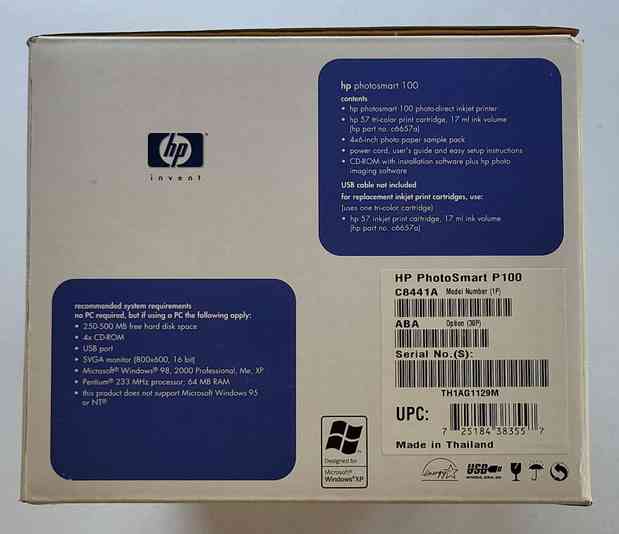 hp
invent
hp photosmart 100
contents
• hp photosmart 100 photo-direct inkjet printer
• hp 57 tri-color print cartridge, 17 ml ink volume
(hp part no. c6657a)
• 4x6-inch photo paper sample pack
• power cord, user's guide and easy setup instructions
• CD-ROM with installation software plus hp photo
imaging software
USB cable not included
for replacement inkjet print cartridges, use:
(uses one tri-color cartridge)
• hp 57 inkjet print cartridge, 17 ml ink volume
(hp part no. c6657a)
recommended system requirements
no PC required, but if using a PC the following apply:
• 250-500 MB free hard disk space
• 4x CD-ROM
• USB port
• SVGA monitor (800x600, 16 bit)
• Microsoft® Windows® 98, 2000 Professional, Me, XP
• Pentium® 233 MHz processor; 64 MB RAM
• this product does not support Microsoft Windows 95
or NT®
HP PhotoSmart P100
C8441A Model Number (1P)
ABA Option (30P)
Serial No.(S):
TH1AG1129M
UPC:
7 25184 38355 7
Made in Thailand
Designed for
Microsoft®
Windows®XP
energy
USB